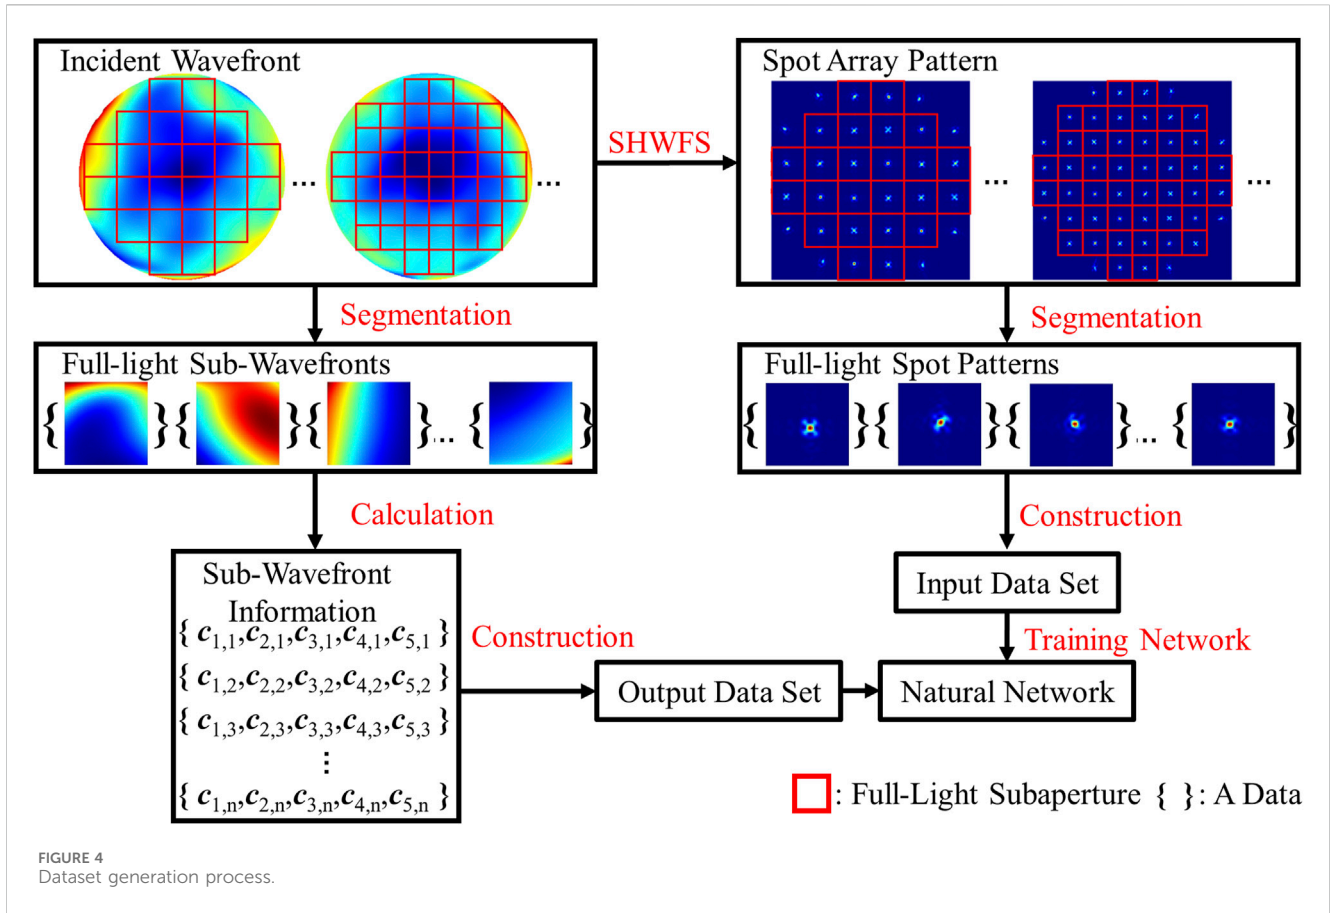 Incident Wavefront
...
...
SHWFS
Spot Array Pattern
...
...
Segmentation
Segmentation
Full-light Sub-Wavefronts
{ } { } { } ... { }
Full-light Spot Patterns
{ } { } { } ... { }
Calculation
Construction
Sub-Wavefront
Information
{ c1,1,c2,1,c3,1,c4,1,c5,1 }
{ c1,2,c2,2,c3,2,c4,2,c5,2 }
{ c1,3,c2,3,c3,3,c4,3,c5,3 }
⋮
{ c1,n,c2,n,c3,n,c4,n,c5,n }
Construction
Output Data Set
Input Data Set
Training Network
Natural Network
: Full-Light Subaperture { }: A Data
FIGURE 4
Dataset generation process.